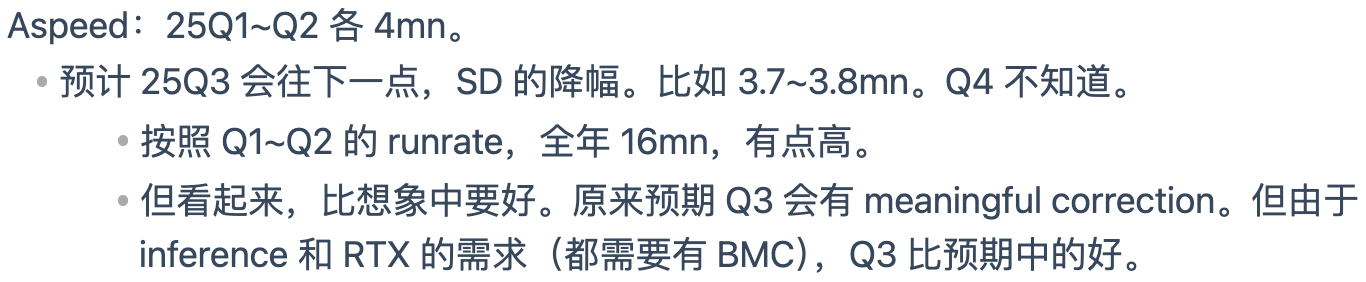 Aspeed：25Q1~Q2 各 4mn。
• 预计 25Q3 会往下一点，SD 的降幅。比如 3.7~3.8mn。Q4 不知道。
• 按照 Q1~Q2 的 runrate，全年 16mn，有点高。
• 但看起来，比想象中要好。原来预期 Q3 会有 meaningful correction。但由于
inference 和 RTX 的需求（都需要有 BMC），Q3 比预期中的好。